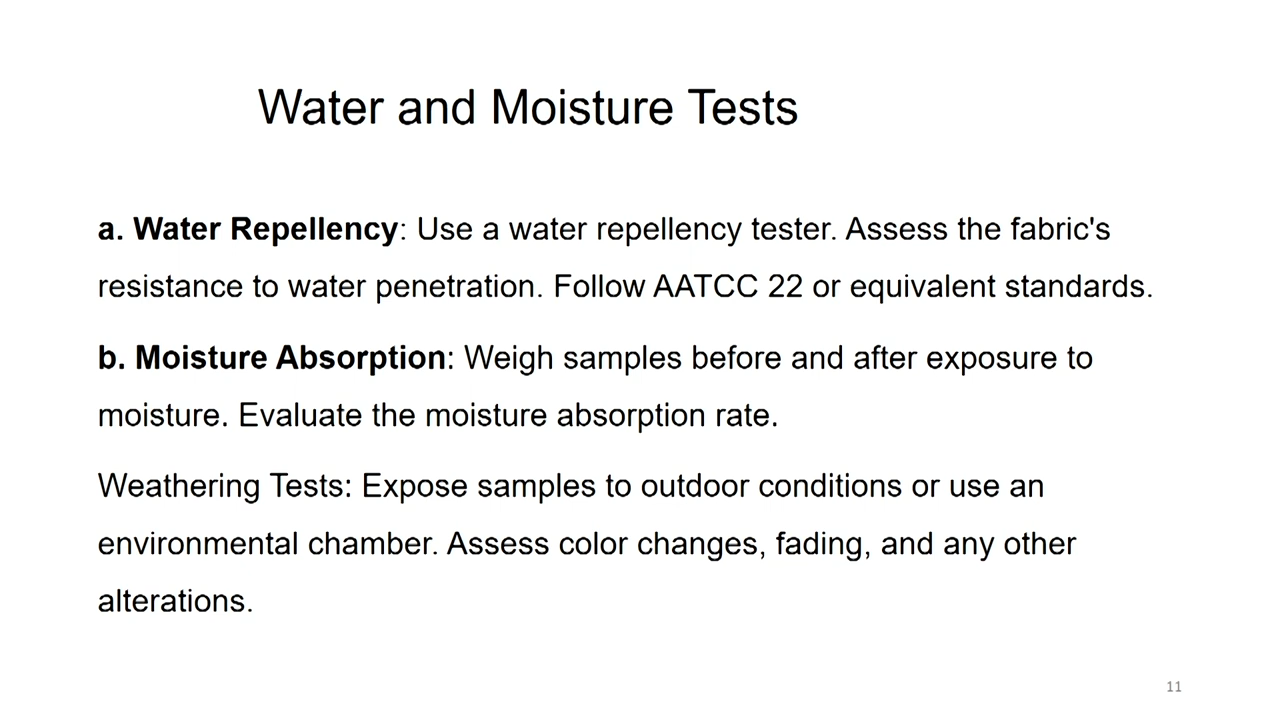 Water and Moisture Tests
a. Water Repellency: Use a water repellency tester. Assess the fabric's
resistance to water penetration. Follow AATCC 22 or equivalent standards.
b. Moisture Absorption: Weigh samples before and after exposure to
moisture. Evaluate the moisture absorption rate.
Weathering Tests: Expose samples to outdoor conditions or use an
environmental chamber. Assess color changes, fading, and any other
alterations.
11